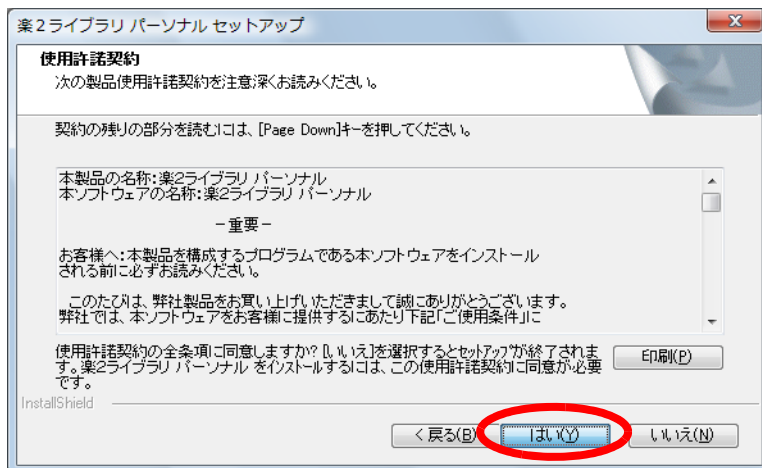 楽2ライブラリ パーソナル セットアップ
使用許諾契約
次の製品使用許諾契約を注意深くお読みください。
契約の残りの部分を読むには、[Page Down]キーを押してください。
本製品の名称:楽2ライブラリ パーソナル
本ソフトウェアの名称:楽2ライブラリ パーソナル
－重要－
お客様へ:本製品を構成するプログラムである本ソフトウェアをインストール
される前に必ずお読みください。
このたびは、弊社製品をお買い上げいただきまして誠にありがとうございます。
弊社では、本ソフトウェアをお客様に提供するにあたり下記「ご使用条件」に
使用許諾契約の全条項に同意しますか? [いいえ]を選択するとセットアップが終了されま
す。楽2ライブラリ パーソナル をインストールするには、この使用許諾契約に同意が必要
です。
印刷(P)
InstallShield
< 戻る(B)
はい(Y)
いいえ(N)